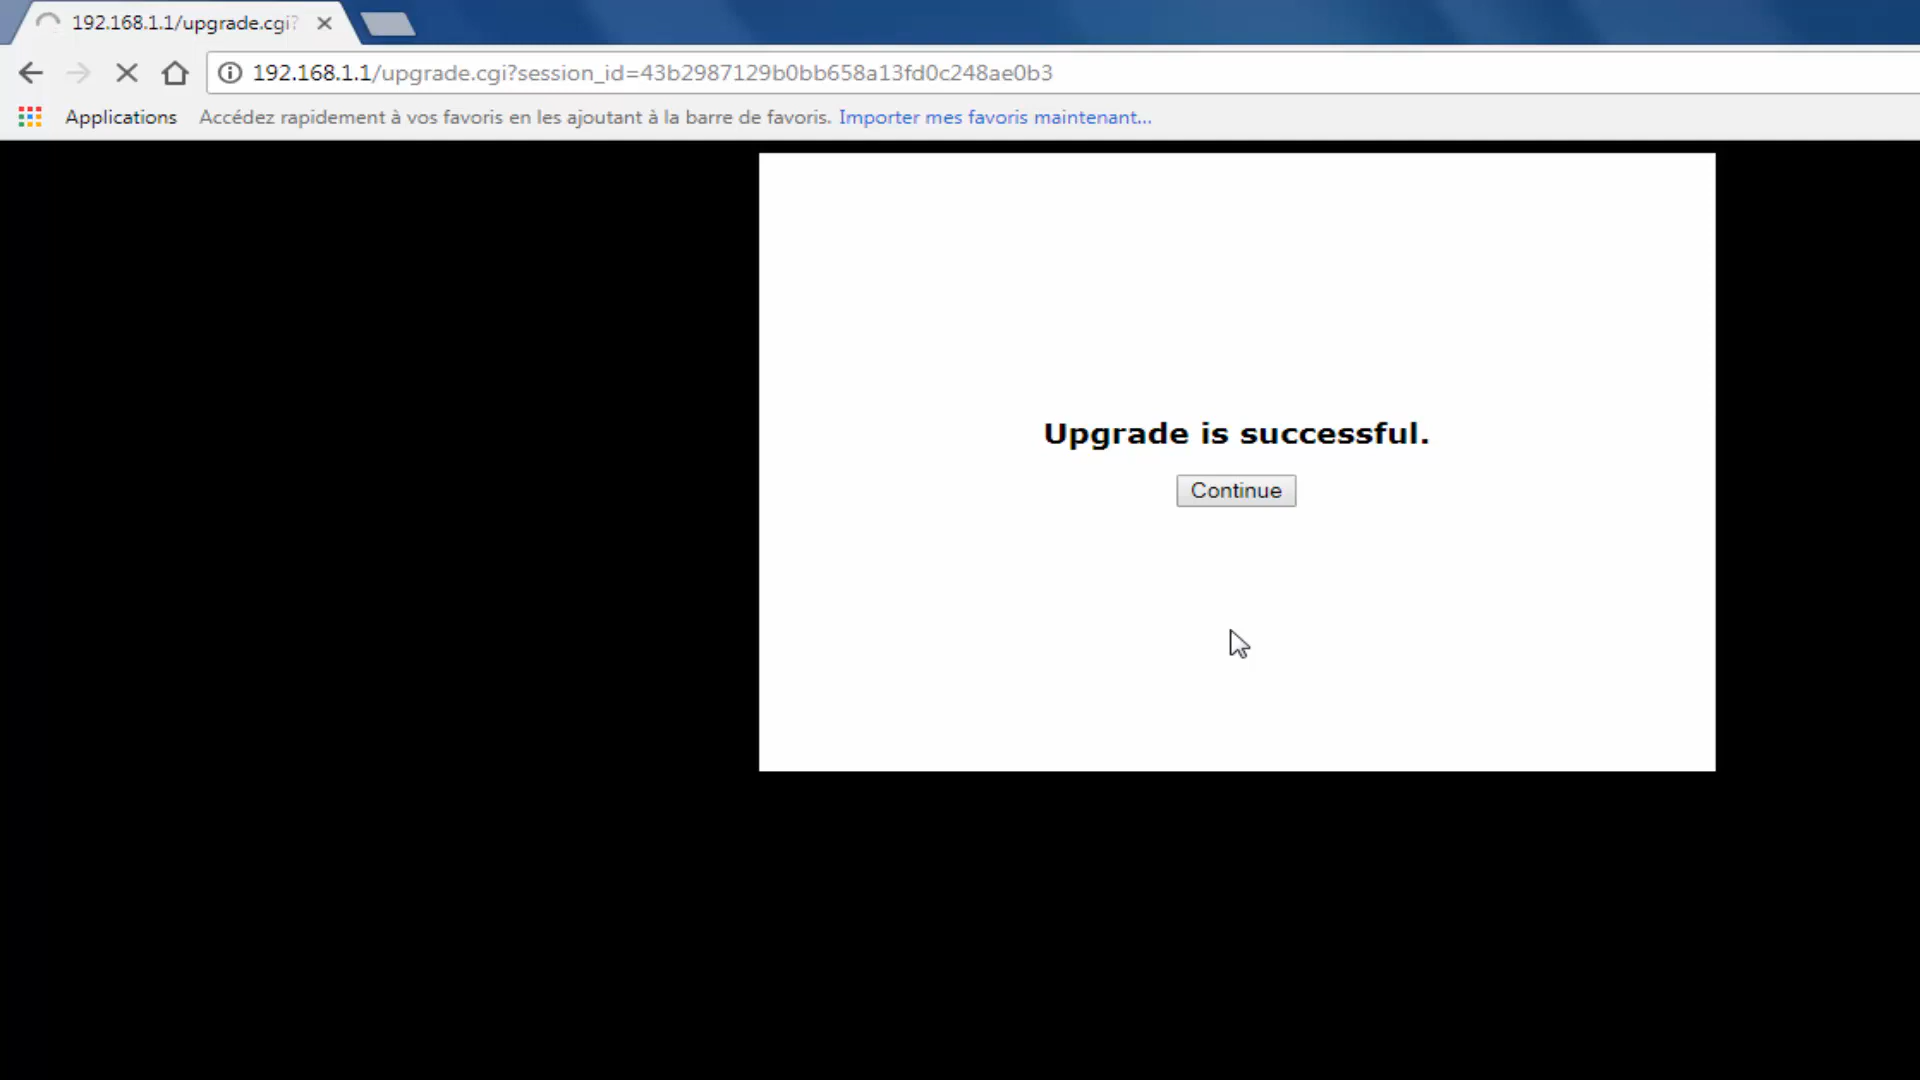 192.168.1.1/upgrade.cgi?
192.168.1.1/upgrade.cgi?session_id=43b2987129b0bb658a13fd0c248ae0b3
Applications Accédez rapidement à vos favoris en les ajoutant à la barre de favoris. Importer mes favoris maintenant...
Upgrade is successful.
Continue